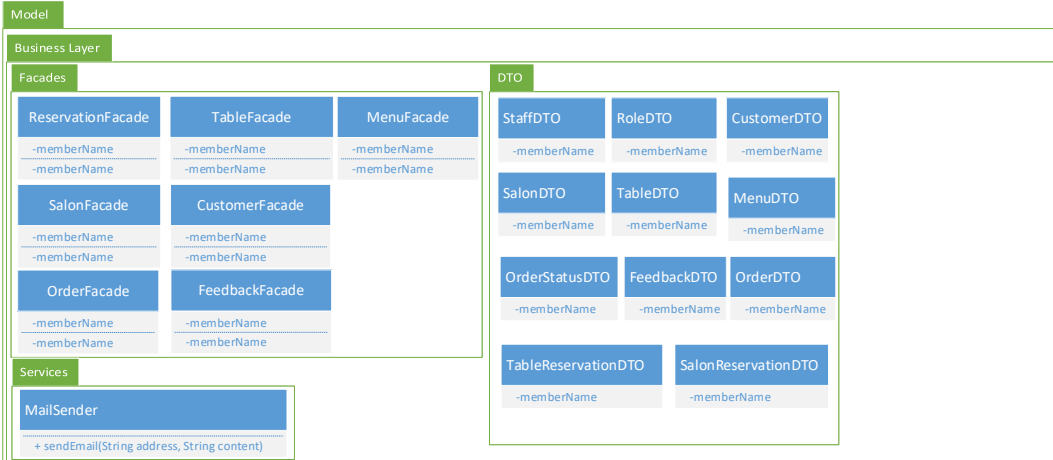 Model
Business Layer
Facades
ReservationFacade
-memberName
-memberName
TableFacade
-memberName
-memberName
MenuFacade
-memberName
-memberName
SalonFacade
-memberName
-memberName
CustomerFacade
-memberName
-memberName
OrderFacade
-memberName
-memberName
FeedbackFacade
-memberName
-memberName
Services
MailSender
+ sendEmail(String address, String content)
DTO
StaffDTO
-memberName
RoleDTO
-memberName
CustomerDTO
-memberName
SalonDTO
-memberName
TableDTO
-memberName
MenuDTO
-memberName
OrderStatusDTO
-memberName
FeedbackDTO
-memberName
OrderDTO
-memberName
TableReservationDTO
-memberName
SalonReservationDTO
-memberName